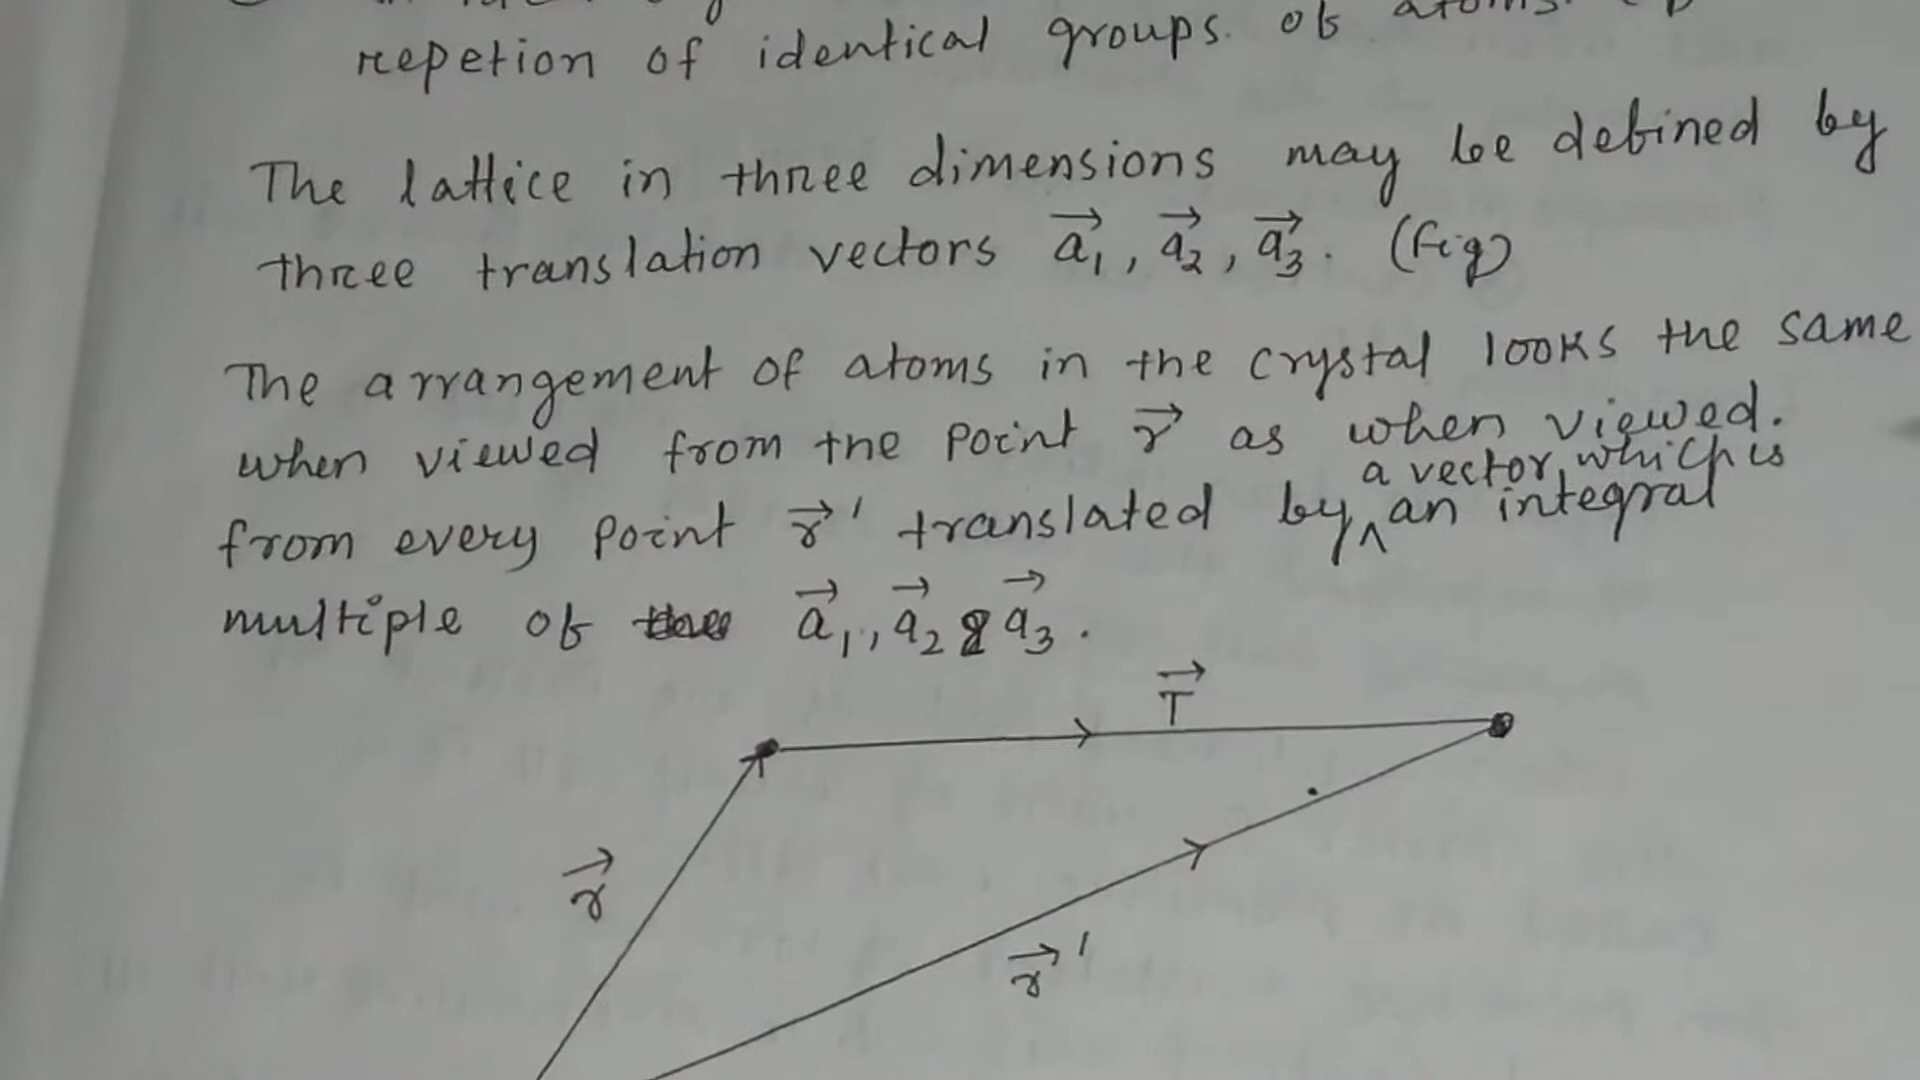 repetion of identical groups. of atoms.
The lattice in three dimensions may be defined by
three translation vectors a⃗₁, a⃗₂, a⃗₃. (fig)
The arrangement of atoms in the crystal looks the same
when viewed from the point r⃗ as when viewed.
a vector, which is
from every point r⃗' translated by ^ an integral
multiple of a⃗₁, a⃗₂ & a⃗₃.
T⃗
r⃗
r⃗'